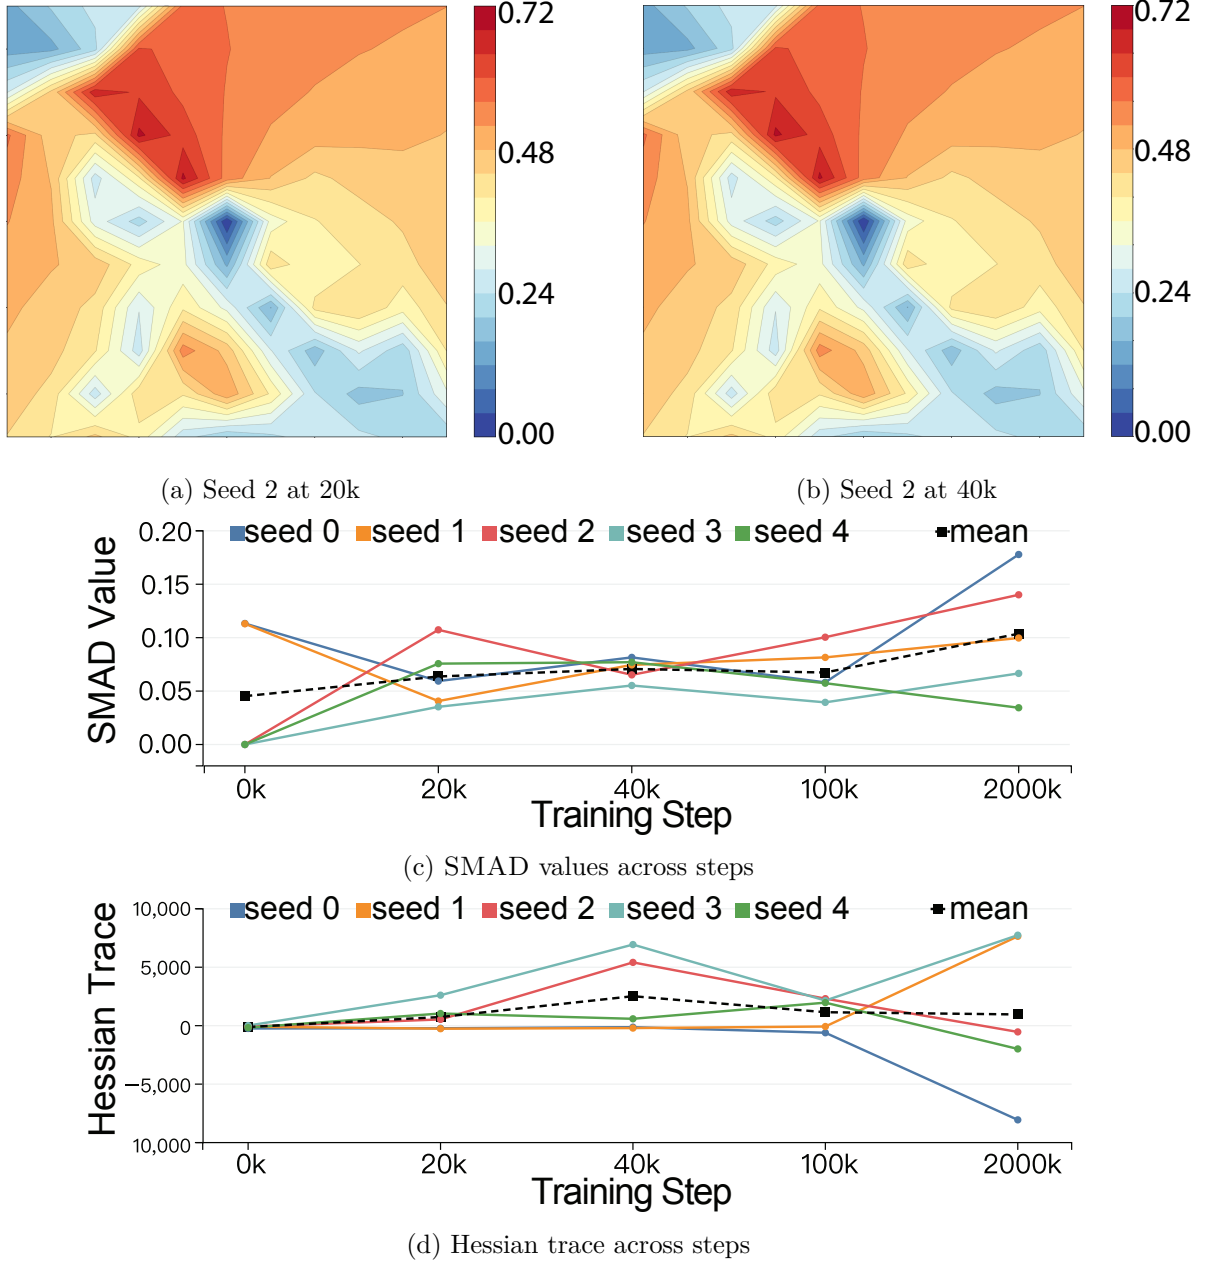 0.72
0.48
0.24
0.00
0.72
0.48
0.24
0.00
(a) Seed 2 at 20k
(b) Seed 2 at 40k
seed 0 seed 1 seed 2 seed 3 seed 4 mean
SMAD Value
0.20
0.15
0.10
0.05
0.00
0k 20k 40k 100k 2000k
Training Step
(c) SMAD values across steps
seed 0 seed 1 seed 2 seed 3 seed 4 mean
Hessian Trace
10,000
5,000
0
−5,000
10,000
0k 20k 40k 100k 2000k
Training Step
(d) Hessian trace across steps